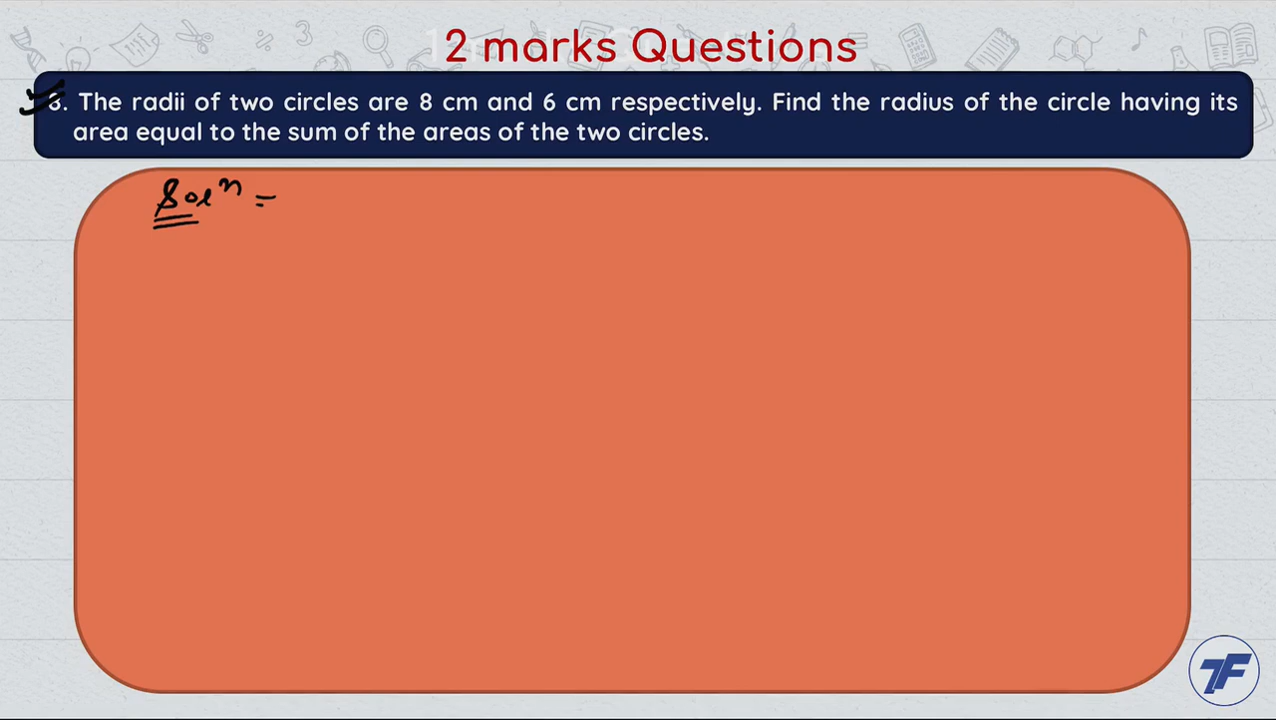 2 marks Questions
The radii of two circles are 8 cm and 6 cm respectively. Find the radius of the circle having its
area equal to the sum of the areas of the two circles.
Solⁿ =
TF